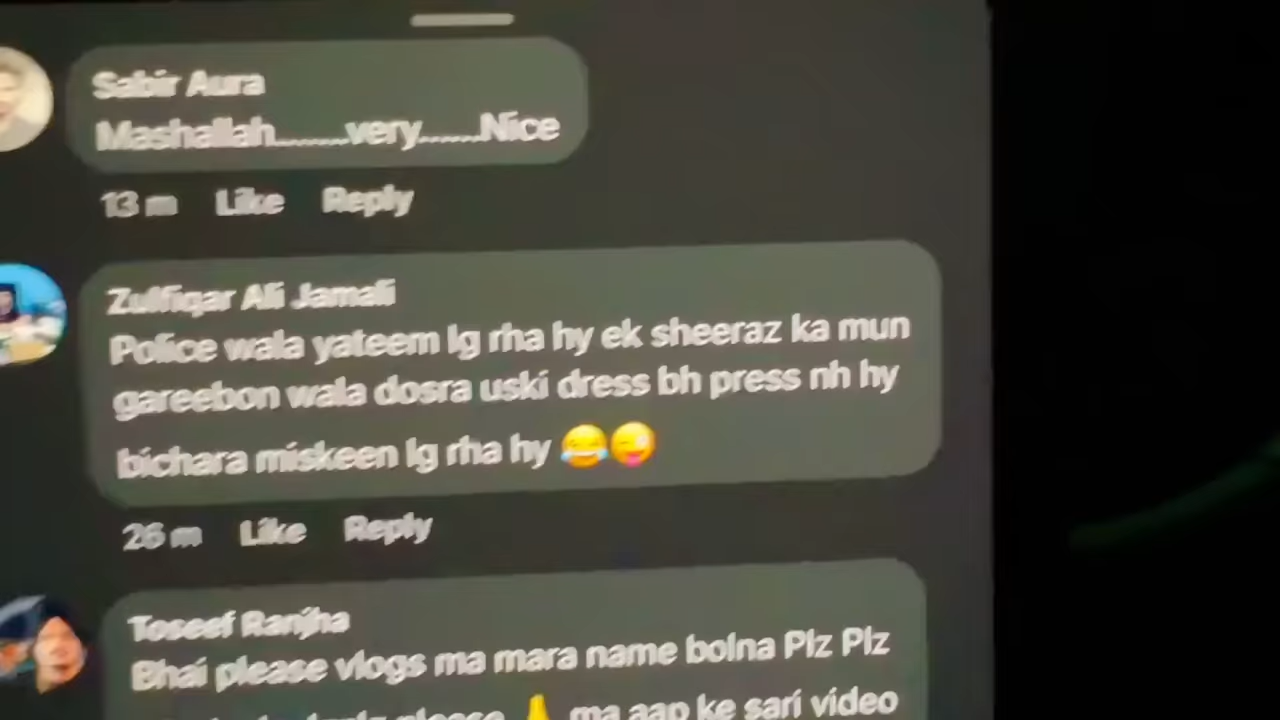 Sabir Aura
Mashallah........very......Nice
13 m Like Reply
Zulfiqar Ali Jamali
Police wala yateem lg rha hy ek sheeraz ka mun
gareebon wala dosra uski dress bh press nh hy
bichara miskeen lg rha hy 😂😜
26 m Like Reply
Toseef Ranjha
Bhai please vlogs ma mara name bolna Plz Plz
please 🙏 ma aap ke sari video